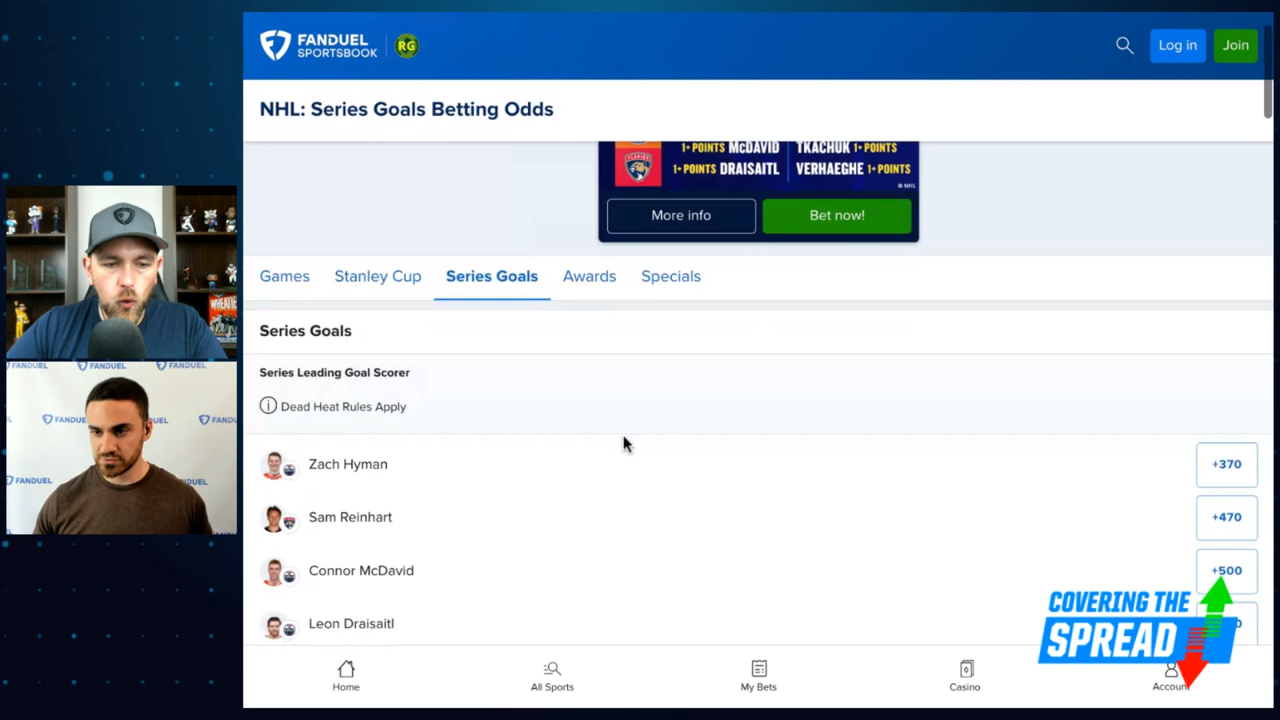 FANDUEL
SPORTSBOOK
RG
Log in
Join
NHL: Series Goals Betting Odds
1+ POINTS MCDAVID
TKACHUK 1+ POINTS
1+ POINTS DRAISAITL
VERHAEGHE 1+ POINTS
© NHL
More info
Bet now!
Games
Stanley Cup
Series Goals
Awards
Specials
Series Goals
Series Leading Goal Scorer
Dead Heat Rules Apply
Zach Hyman
+370
Sam Reinhart
+470
Connor McDavid
+500
Leon Draisaitl
COVERING THE
SPREAD
Home
All Sports
My Bets
Casino
Account
WHEATIES
FANDUEL
FANDUEL
FANDUEL
FANDUEL
FANDUEL